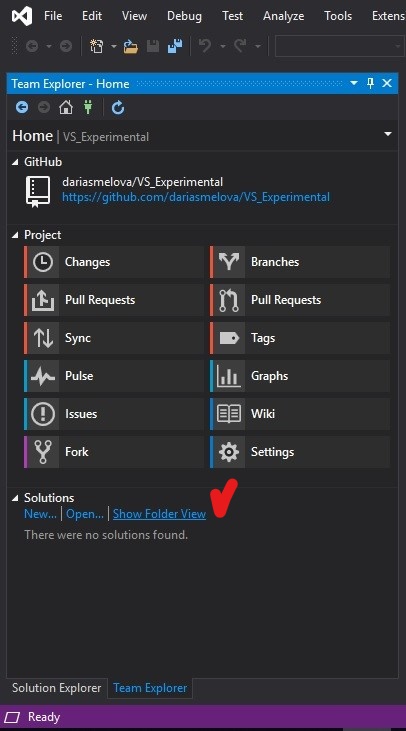 File View Debug Test Analyze Tools Extens
Team Explorer - Home
Home | VS_Experimental
GitHub
dariasmelova/VS_Experimental
https://github.com/dariasmelova/VS_Experimental
Project
Changes Branches
Pull Requests Pull Requests
Sync Tags
Pulse Graphs
Issues Wiki
Fork Settings
Solutions
New... | Open... | Show Folder View
There were no solutions found.
Solution Explorer Team Explorer
Ready